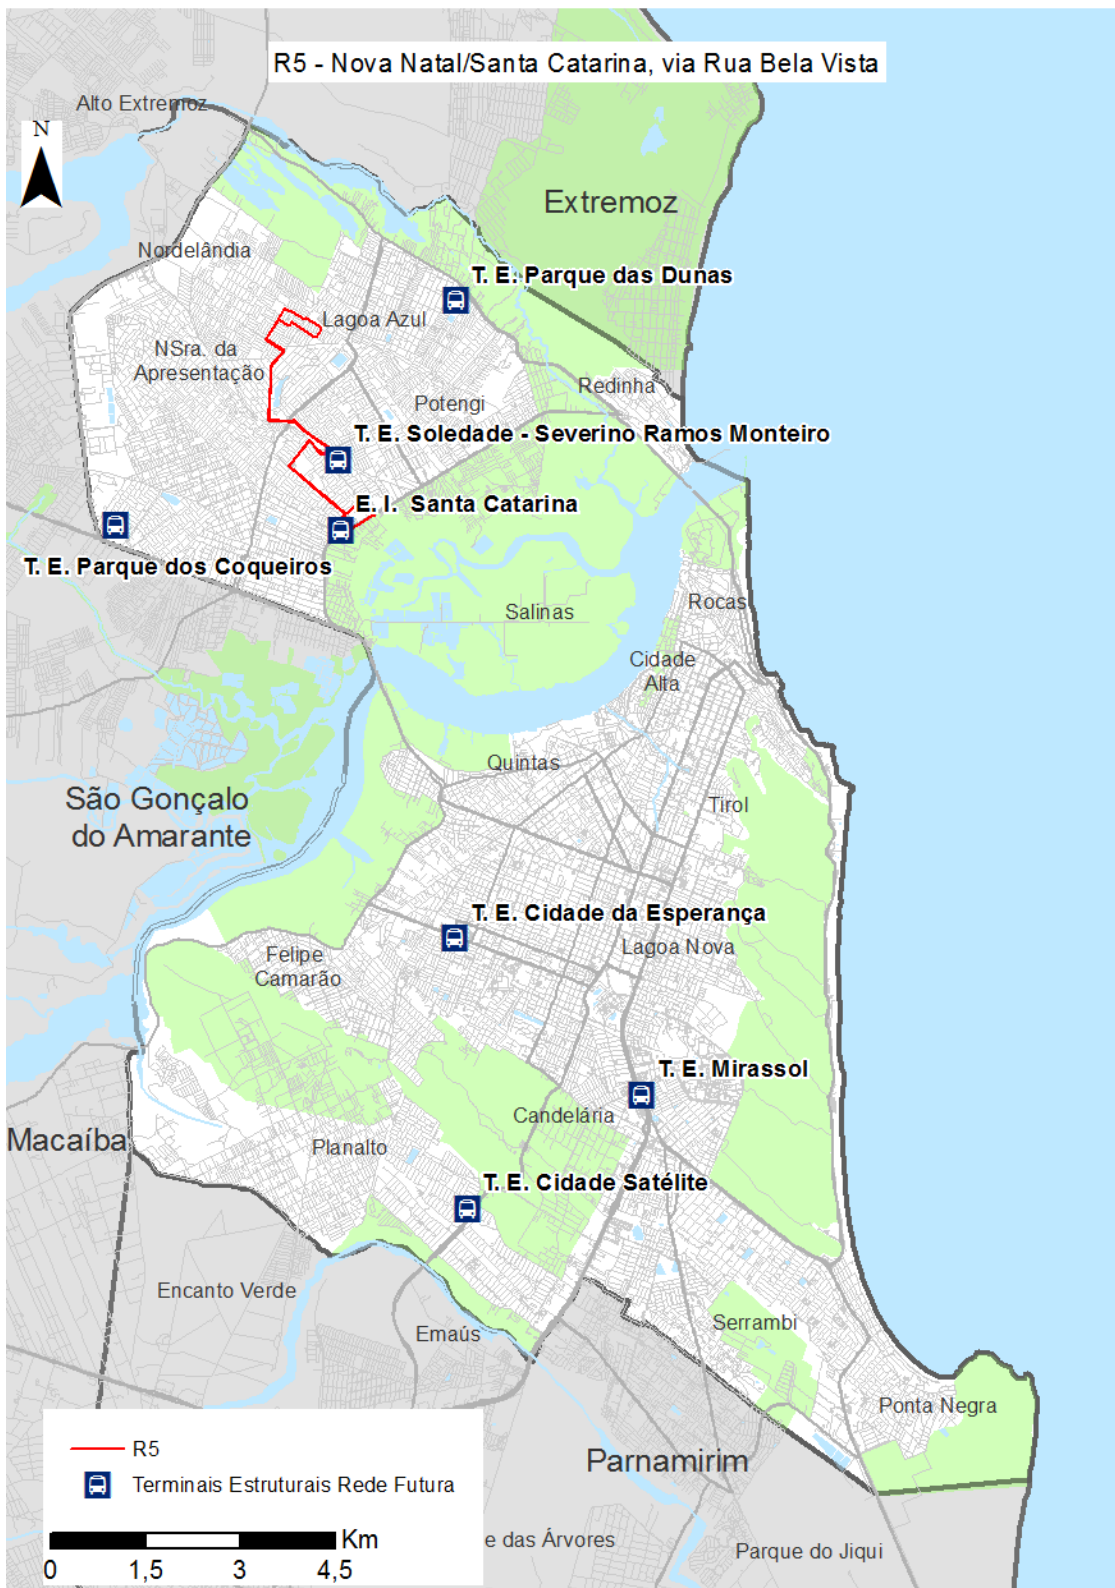 R5 - Nova Natal/Santa Catarina, via Rua Bela Vista
Alto Extremoz
N
Extremoz
Nordelândia
T. E. Parque das Dunas
Lagoa Azul
NSra. da
Apresentação
Redinha
Potengi
T. E. Soledade - Severino Ramos Monteiro
E. I. Santa Catarina
T. E. Parque dos Coqueiros
Rocas
Salinas
Cidade
Alta
Quintas
São Gonçalo
do Amarante
Tirol
T. E. Cidade da Esperança
Lagoa Nova
Felipe
Camarão
T. E. Mirassol
Candelária
Macaíba
Planalto
T. E. Cidade Satélite
Encanto Verde
Emaús
Serrambi
Ponta Negra
Parnamirim
R5
Terminais Estruturais Rede Futura
Km
0 1,5 3 4,5
e das Árvores
Parque do Jiqui